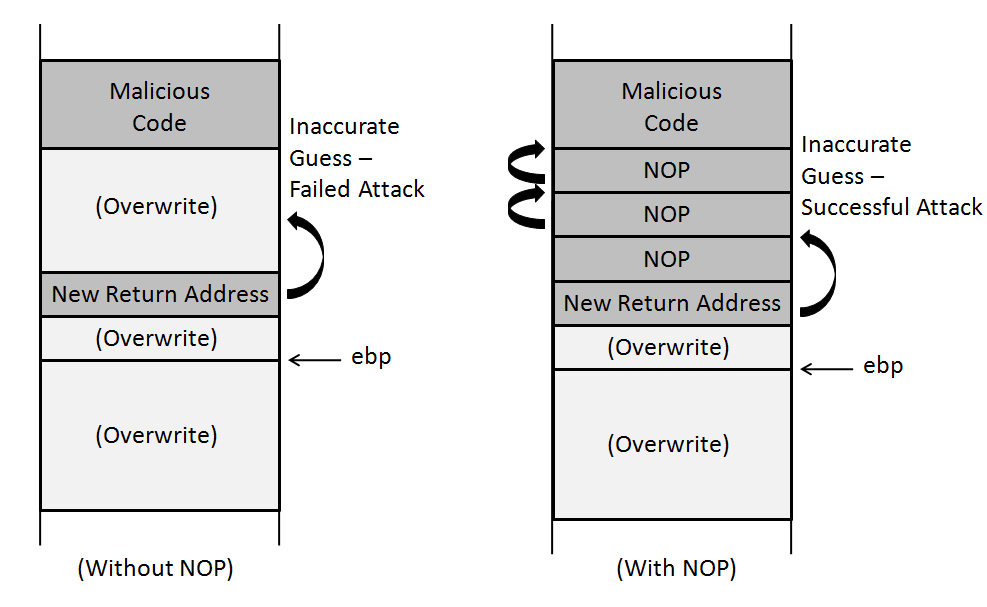 Malicious
Code
(Overwrite)
New Return Address
(Overwrite)
(Overwrite)
Inaccurate
Guess –
Failed Attack
ebp
(Without NOP)
Malicious
Code
NOP
NOP
NOP
New Return Address
(Overwrite)
(Overwrite)
Inaccurate
Guess –
Successful Attack
ebp
(With NOP)